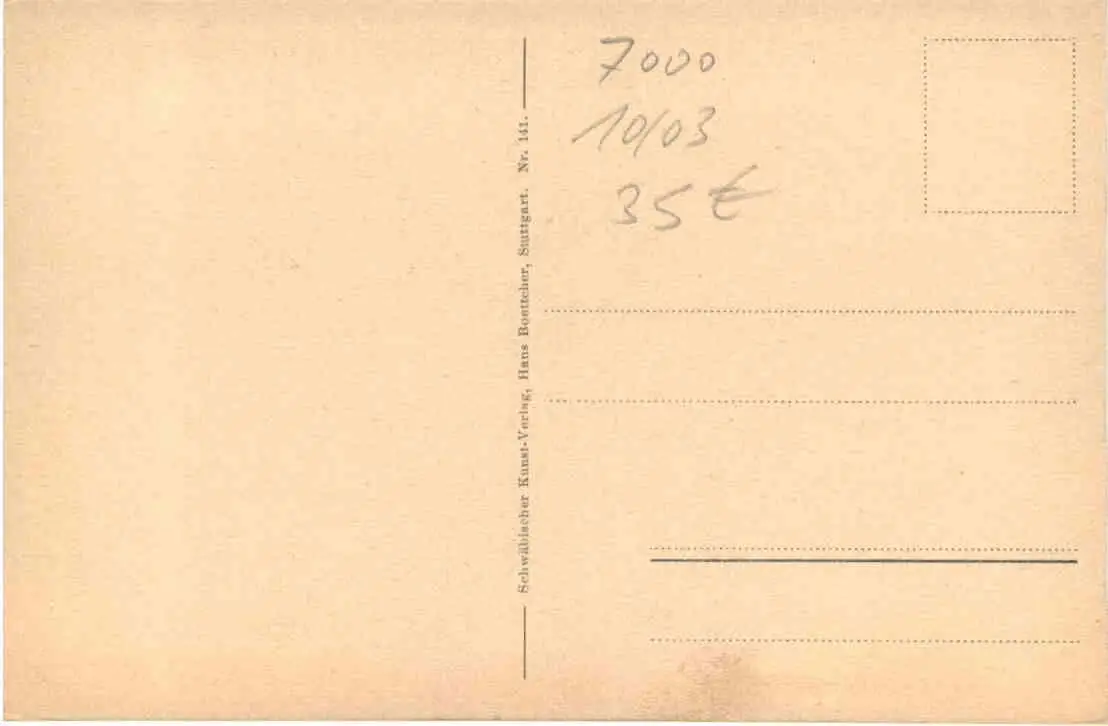 7000
10/03
35 €
Schwäbischer Kunst-Verlag, Hans Boettcher, Stuttgart. Nr. 141.